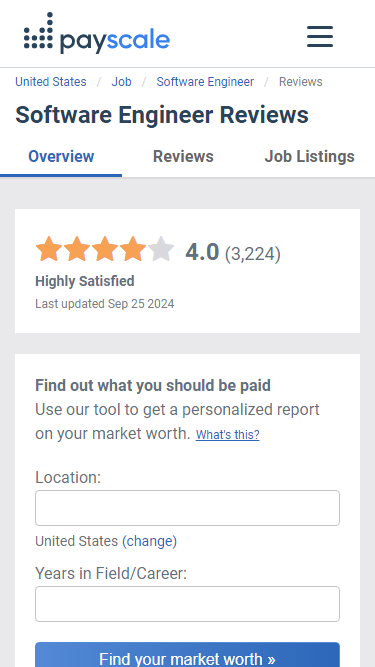 payscale
United States / Job / Software Engineer / Reviews
Software Engineer Reviews
Overview Reviews Job Listings
4.0 (3,224)
Highly Satisfied
Last updated Sep 25 2024
Find out what you should be paid
Use our tool to get a personalized report
on your market worth. What's this?
Location:
United States (change)
Years in Field/Career:
Find your market worth »